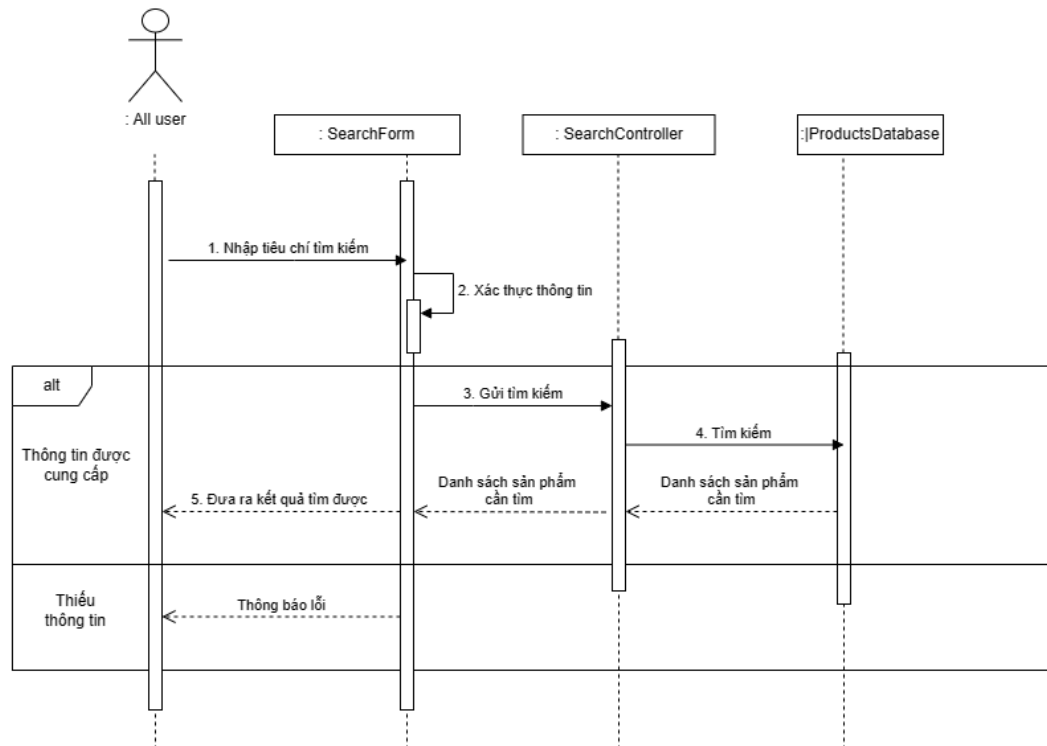 : All user
: SearchForm
: SearchController
:|ProductsDatabase
1. Nhập tiêu chí tìm kiếm
2. Xác thực thông tin
alt
3. Gửi tìm kiếm
4. Tìm kiếm
Thông tin được
cung cấp
Danh sách sản phẩm
cần tìm
Danh sách sản phẩm
cần tìm
5. Đưa ra kết quả tìm được
Thiếu
thông tin
Thông báo lỗi